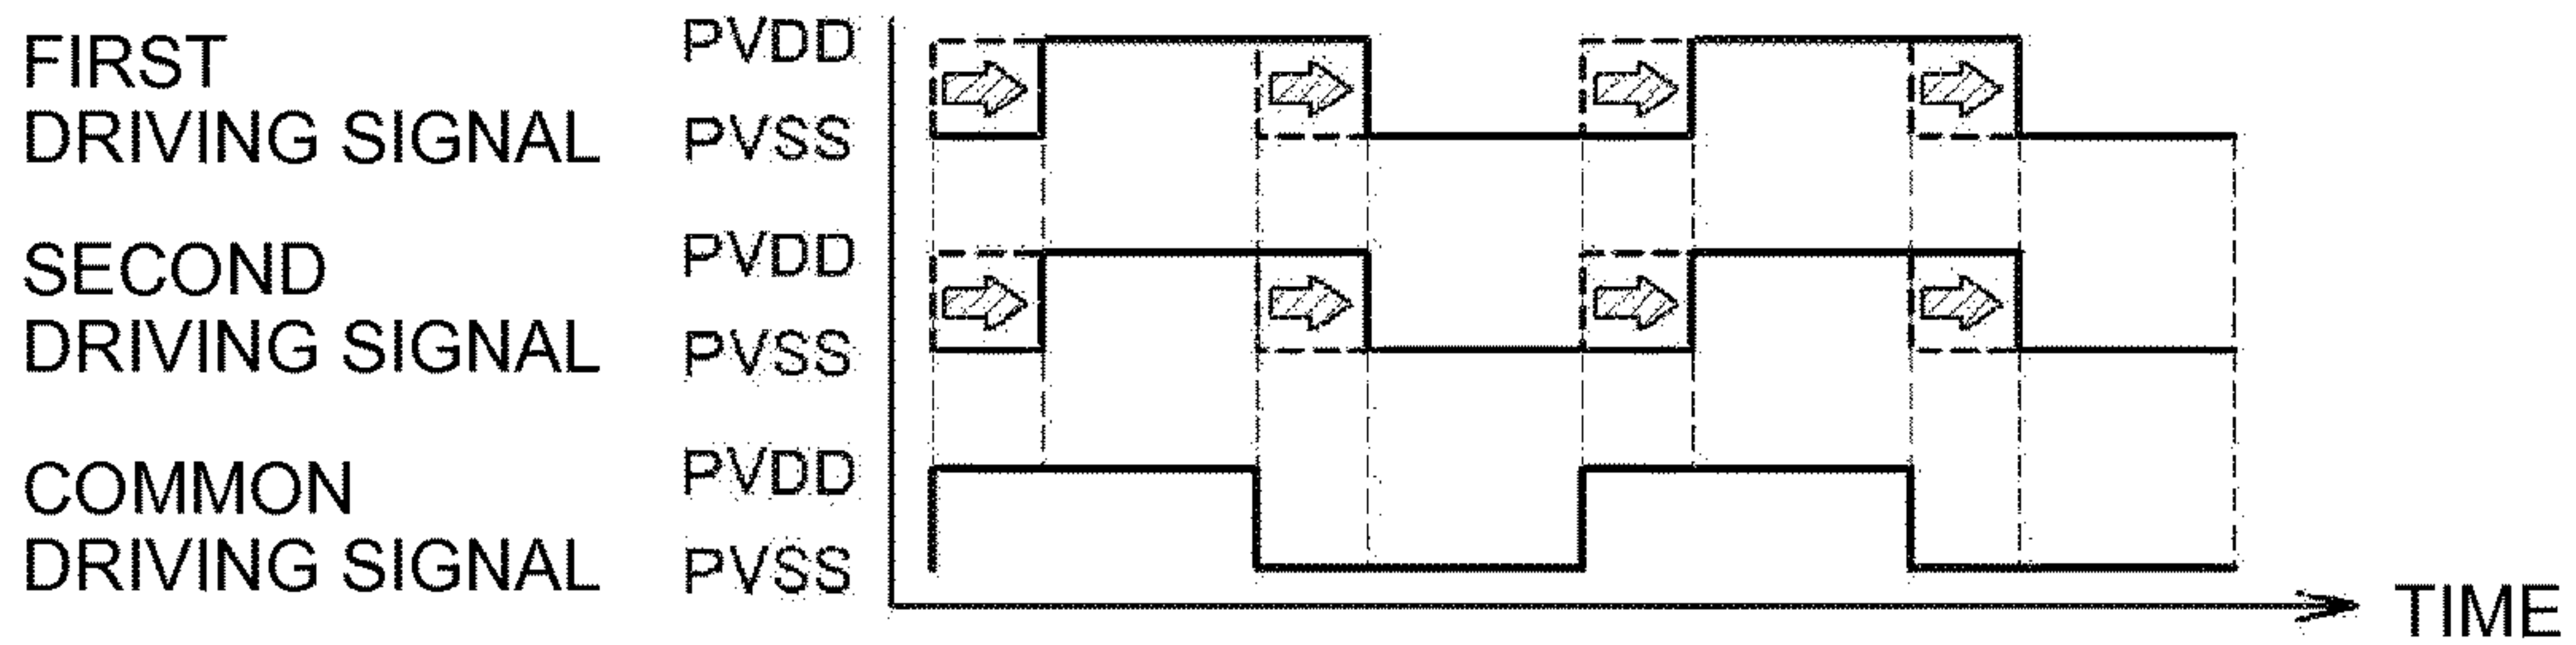 FIRST
DRIVING SIGNAL
PVDD
PVSS
SECOND
DRIVING SIGNAL
PVDD
PVSS
COMMON
DRIVING SIGNAL
PVDD
PVSS
TIME